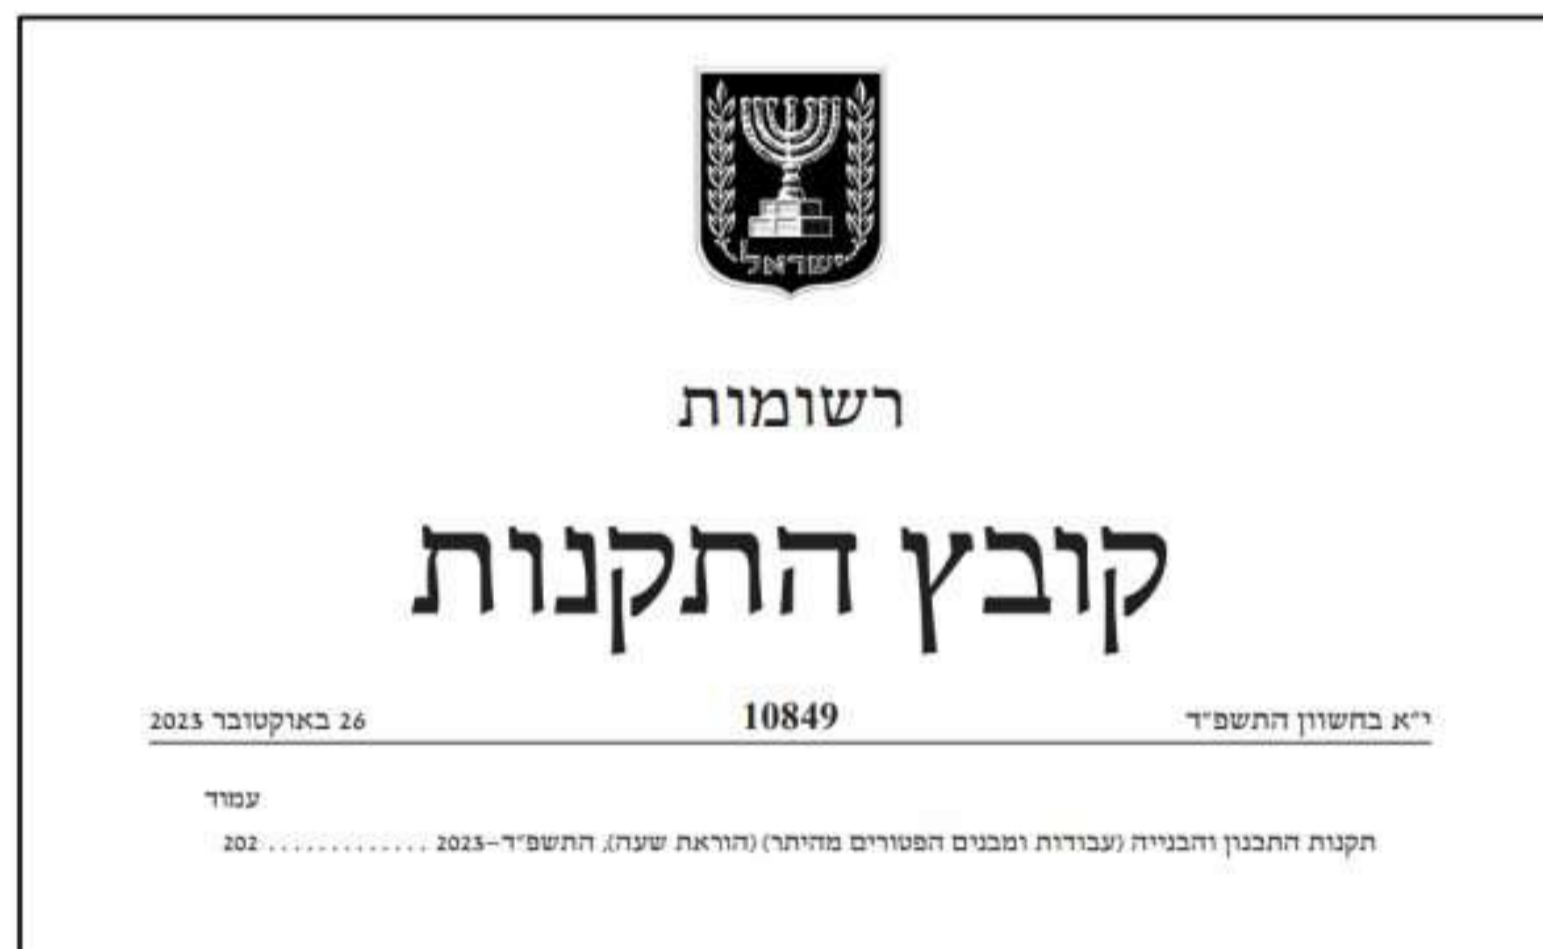 ישראל
רשומות
קובץ התקנות
י"א בחשוון התשפ"ד 10849 26 באוקטובר 2023
עמוד
תקנות התכנון והבנייה (עבודות ומבנים הפטורים מהיתר) (הוראת שעה), התשפ"ד–2023 . . . . . . . . . . . . . 202